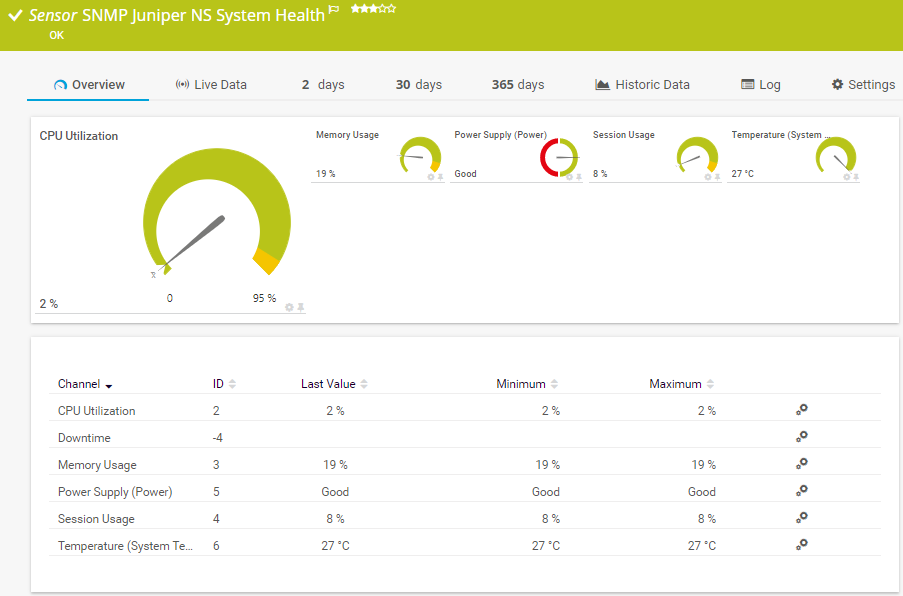 Sensor SNMP Juniper NS System Health
OK
Overview Live Data 2 days 30 days 365 days Historic Data Log Settings
CPU Utilization
0 95 %
2 %
Memory Usage
19 %
Power Supply (Power)
Good
Session Usage
8 %
Temperature (System ...
27 °C
Channel ID Last Value Minimum Maximum
CPU Utilization 2 2 % 2 % 2 %
Downtime -4
Memory Usage 3 19 % 19 % 19 %
Power Supply (Power) 5 Good Good Good
Session Usage 4 8 % 8 % 8 %
Temperature (System Te... 6 27 °C 27 °C 27 °C